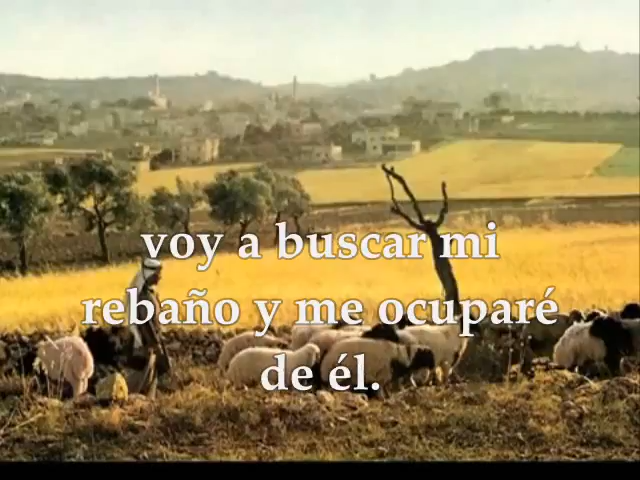 voy a buscar mi
rebaño y me ocuparé
de él.